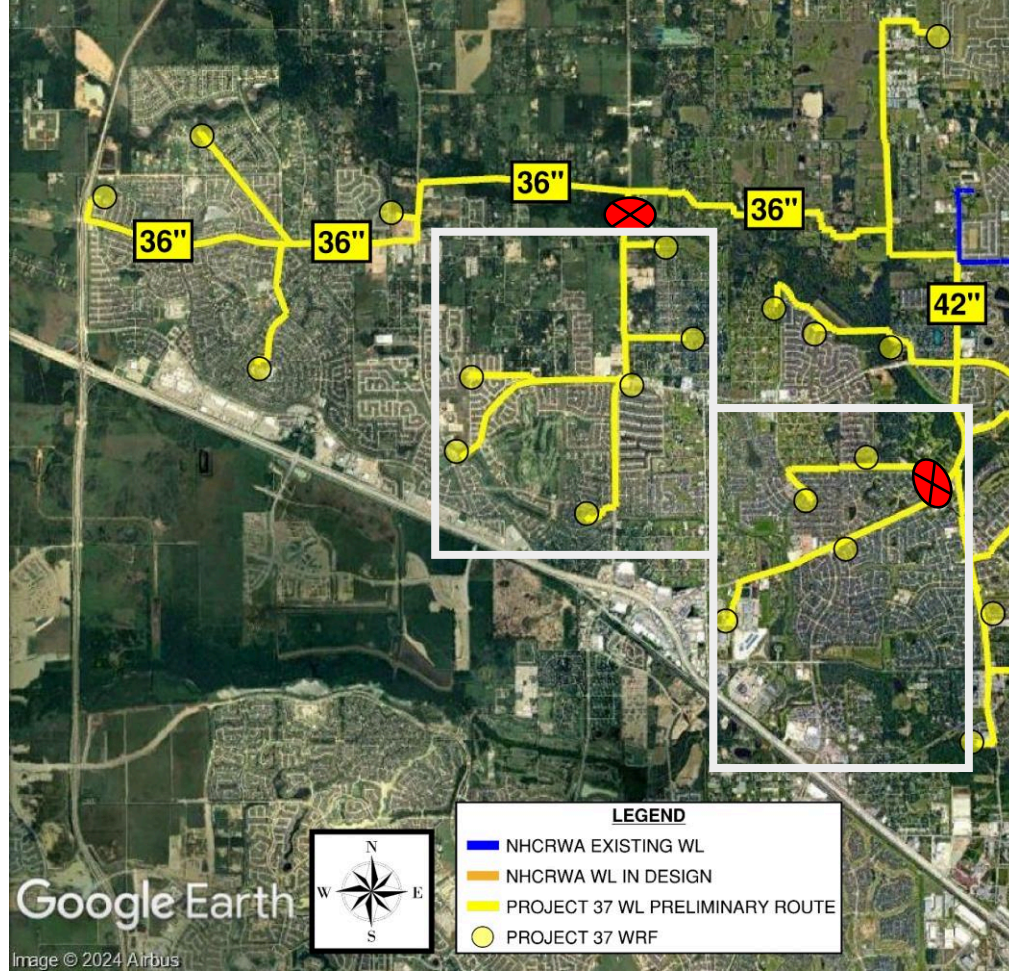 36"
36"
36"
36"
42"
LEGEND
NHCRWA EXISTING WL
NHCRWA WL IN DESIGN
PROJECT 37 WL PRELIMINARY ROUTE
PROJECT 37 WRF
N
W E
S
Google Earth
Image © 2024 Airbus